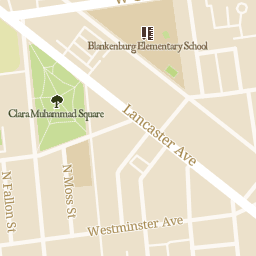 W G
Blankenburg Elementary School
Clara Muhammad Square
Lancaster Ave
N Fallon St
N Moss St
Westminster Ave